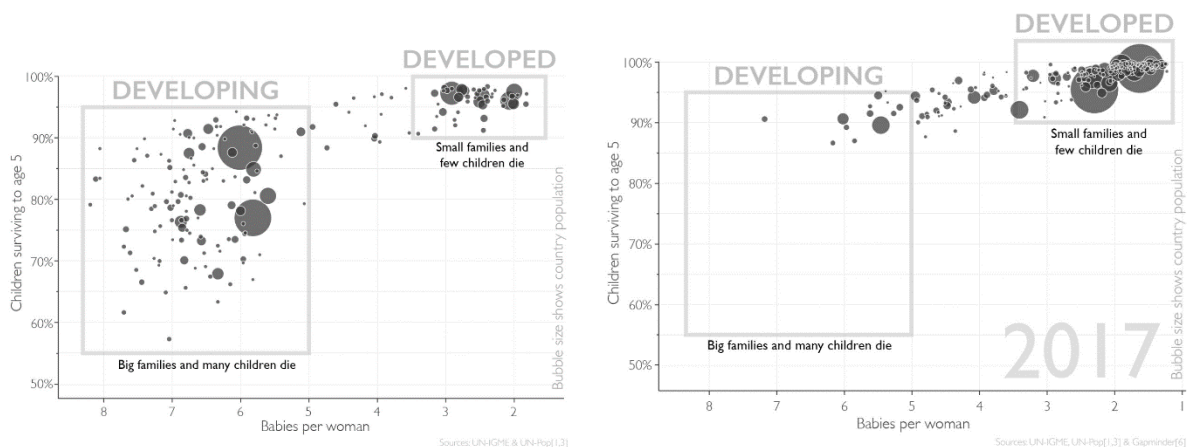 DEVELOPED
DEVELOPING
100%
90%
80%
70%
60%
50%
Children surviving to age 5
Small families and
few children die
Big families and many children die
Bubble size shows country population
8 7 6 5 4 3 2
Babies per woman
Sources: UN-IGME & UN-Pop[1,3]
DEVELOPED
DEVELOPING
100%
90%
80%
70%
60%
50%
Children surviving to age 5
Small families and
few children die
Big families and many children die
2017
Bubble size shows country population
8 7 6 5 4 3 2 1
Babies per woman
Sources: UN-IGME, UN-Pop[1,3] & Gapminder[6]